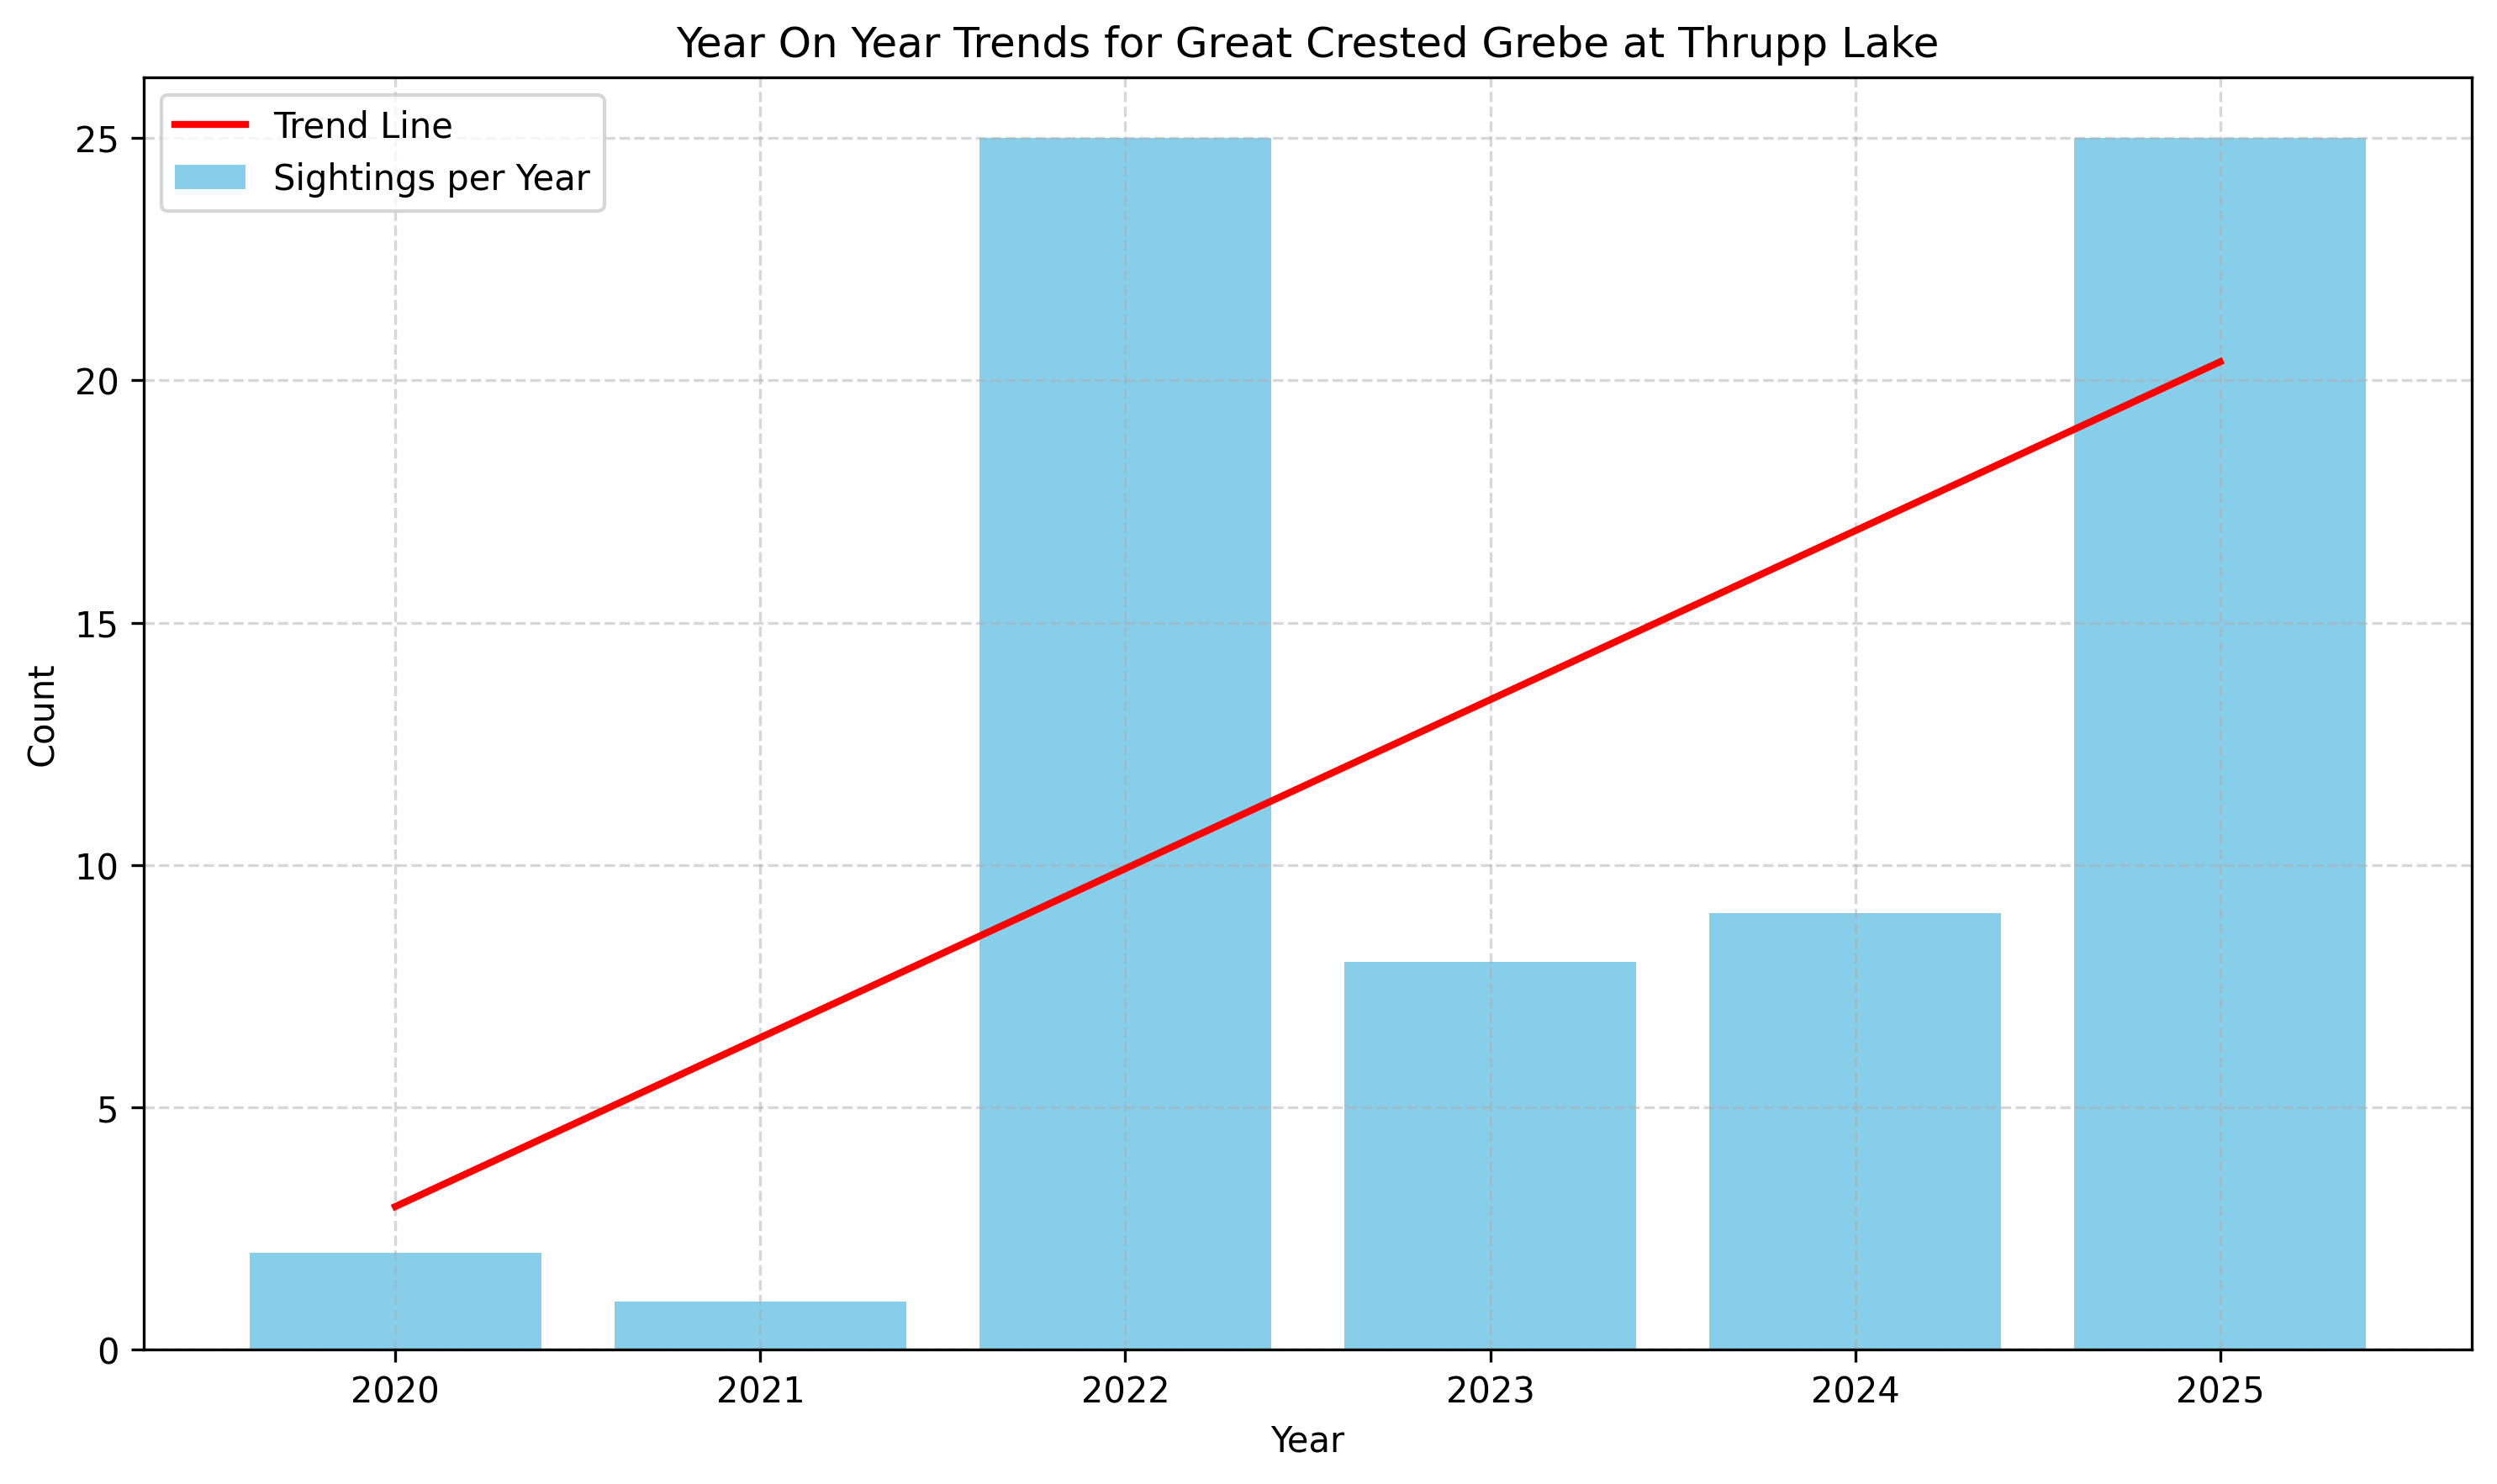 Year On Year Trends for Great Crested Grebe at Thrupp Lake
Trend Line
Sightings per Year
25
20
15
10
5
0
Count
2020 2021 2022 2023 2024 2025
Year